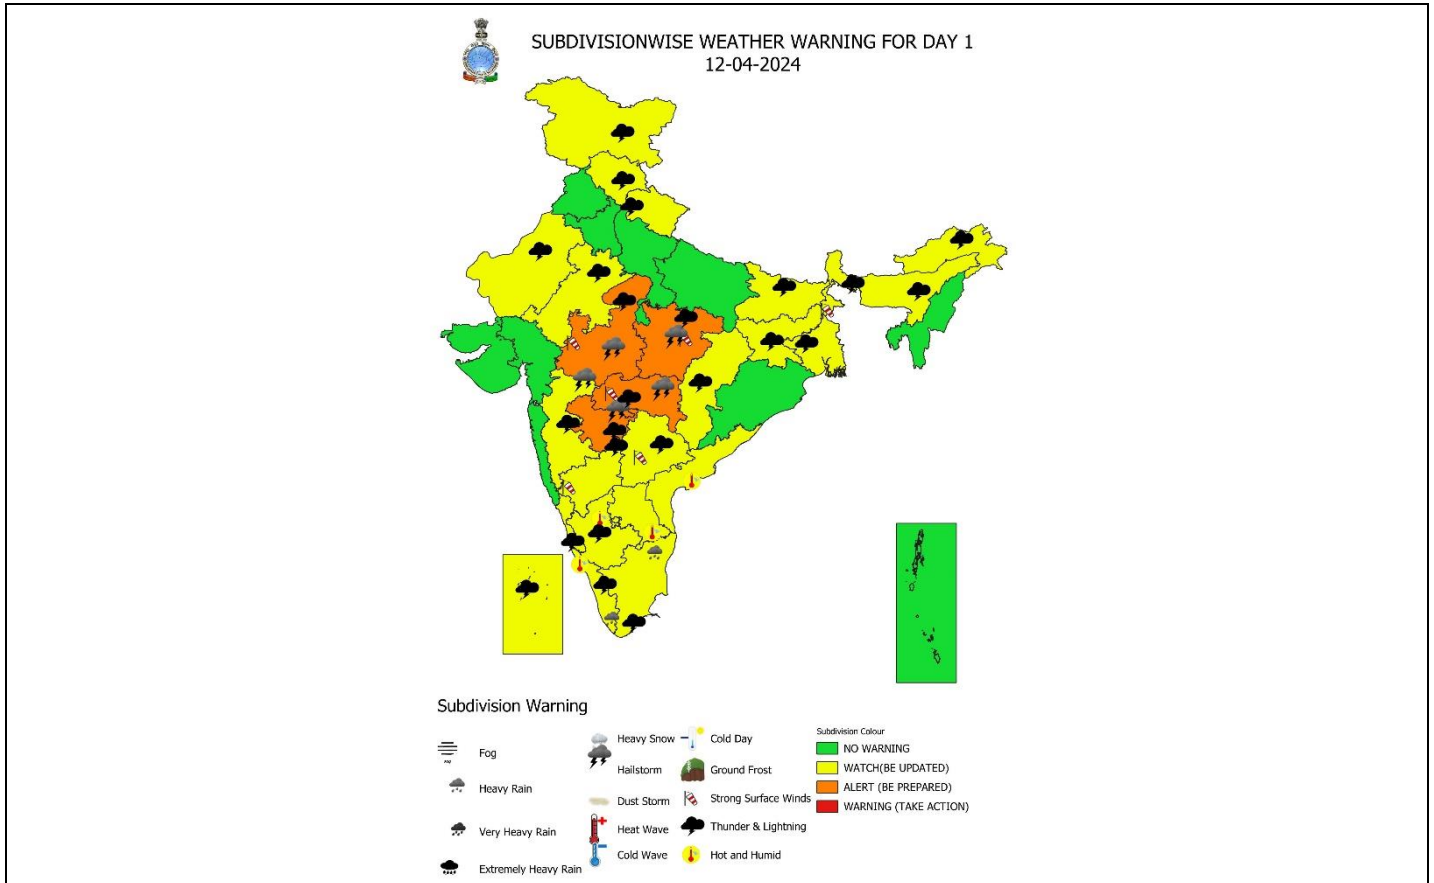 SUBDIVISIONWISE WEATHER WARNING FOR DAY 1
12-04-2024
Subdivision Warning
Fog
Heavy Rain
Very Heavy Rain
Extremely Heavy Rain
Heavy Snow
Hailstorm
Dust Storm
Heat Wave
Cold Wave
Cold Day
Ground Frost
Strong Surface Winds
Thunder & Lightning
Hot and Humid
Subdivision Colour
NO WARNING
WATCH(BE UPDATED)
ALERT (BE PREPARED)
WARNING (TAKE ACTION)